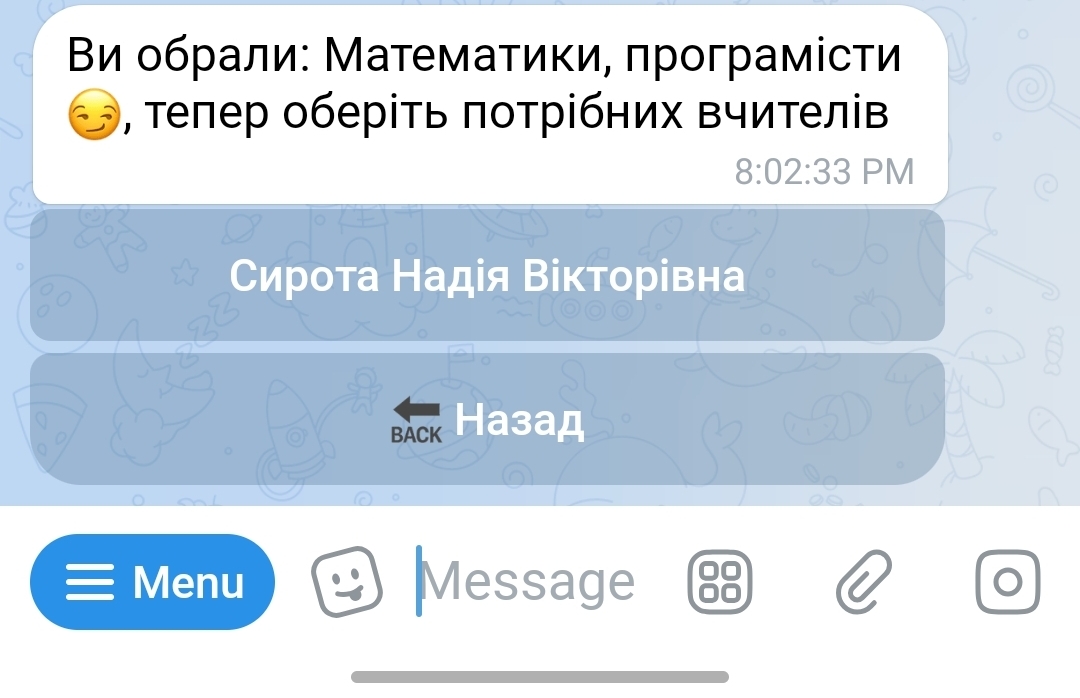 Ви обрали: Математики, програмісти
😏, тепер оберіть потрібних вчителів
8:02:33 PM
Сирота Надія Вікторівна
BACK Назад
Menu
Message